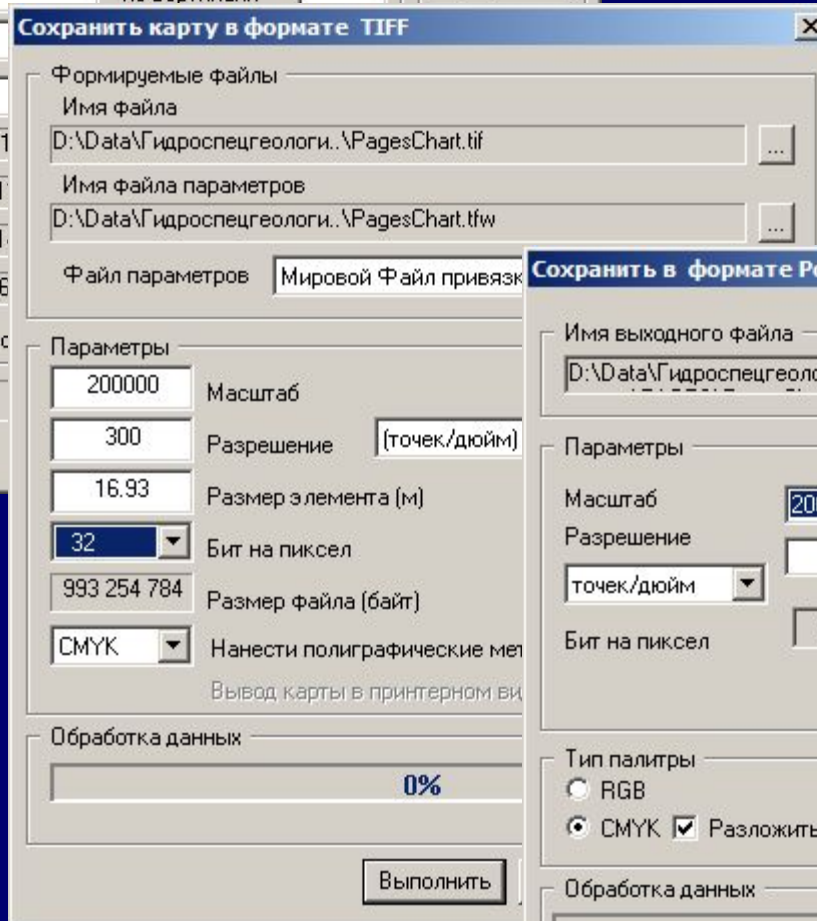 Сохранить карту в формате TIFF
Формируемые файлы
Имя файла
D:\Data\Гидроспецгеологи..\PagesChart.tif
...
Имя файла параметров
D:\Data\Гидроспецгеологи..\PagesChart.tfw
...
Файл параметров Мировой Файл
Параметры
200000 Масштаб
300 Разрешение (точек/дюйм)
16.93 Размер элемента (м)
32 Бит на пиксел
993 254 784 Размер файла (байт)
CMYK Нанести полиграфические
Вывод карты в принтерном
Обработка данных
0%
Выполнить
Сохранить в формате
Имя выходного файла
Параметры
Масштаб
Разрешение
точек/дюйм
Бит на пиксел
Тип палитры
RGB
CMYK Разложить
Обработка данных